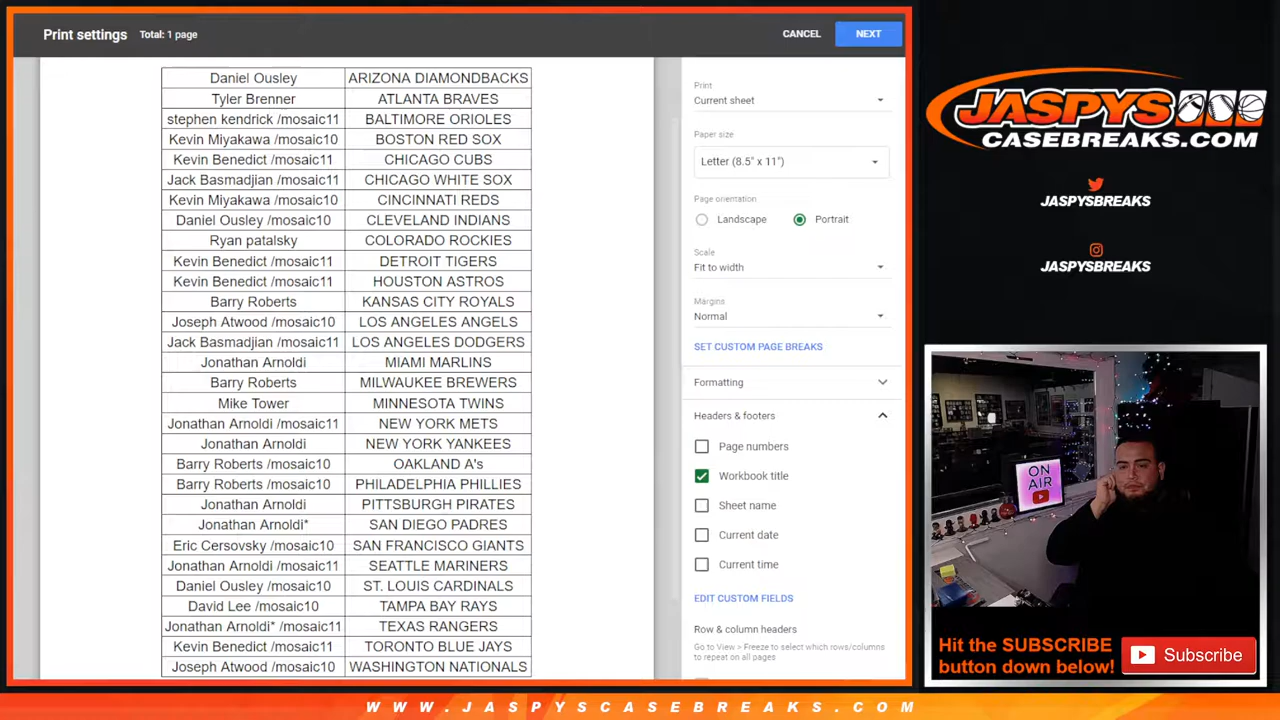 Print settings Total: 1 page CANCEL NEXT
Daniel Ousley ARIZONA DIAMONDBACKS
Tyler Brenner ATLANTA BRAVES
stephen kendrick /mosaic11 BALTIMORE ORIOLES
Kevin Miyakawa /mosaic10 BOSTON RED SOX
Kevin Benedict /mosaic11 CHICAGO CUBS
Jack Basmadjian /mosaic11 CHICAGO WHITE SOX
Kevin Miyakawa /mosaic10 CINCINNATI REDS
Daniel Ousley /mosaic10 CLEVELAND INDIANS
Ryan patalsky COLORADO ROCKIES
Kevin Benedict /mosaic11 DETROIT TIGERS
Kevin Benedict /mosaic11 HOUSTON ASTROS
Barry Roberts KANSAS CITY ROYALS
Joseph Atwood /mosaic10 LOS ANGELES ANGELS
Jack Basmadjian /mosaic11 LOS ANGELES DODGERS
Jonathan Arnoldi MIAMI MARLINS
Barry Roberts MILWAUKEE BREWERS
Mike Tower MINNESOTA TWINS
Jonathan Arnoldi /mosaic11 NEW YORK METS
Jonathan Arnoldi NEW YORK YANKEES
Barry Roberts /mosaic10 OAKLAND A's
Barry Roberts /mosaic10 PHILADELPHIA PHILLIES
Jonathan Arnoldi PITTSBURGH PIRATES
Jonathan Arnoldi* SAN DIEGO PADRES
Eric Cersovsky /mosaic10 SAN FRANCISCO GIANTS
Jonathan Arnoldi /mosaic11 SEATTLE MARINERS
Daniel Ousley /mosaic10 ST. LOUIS CARDINALS
David Lee /mosaic10 TAMPA BAY RAYS
Jonathan Arnoldi* /mosaic11 TEXAS RANGERS
Kevin Benedict /mosaic11 TORONTO BLUE JAYS
Joseph Atwood /mosaic10 WASHINGTON NATIONALS
Print
Current sheet
Paper size
Letter (8.5" x 11")
Page orientation
Landscape Portrait
Scale
Fit to width
Margins
Normal
SET CUSTOM PAGE BREAKS
Formatting
Headers & footers
Page numbers
Workbook title
Sheet name
Current date
Current time
EDIT CUSTOM FIELDS
Row & column headers
Go to View > Freeze to select which rows/columns
to repeat on all pages
JASPYS
CASEBREAKS.COM
JASPYSBREAKS
JASPYSBREAKS
ON
AIR
Hit the SUBSCRIBE
button down below!
Subscribe
WWW.JASPYSCASEBREAKS.COM